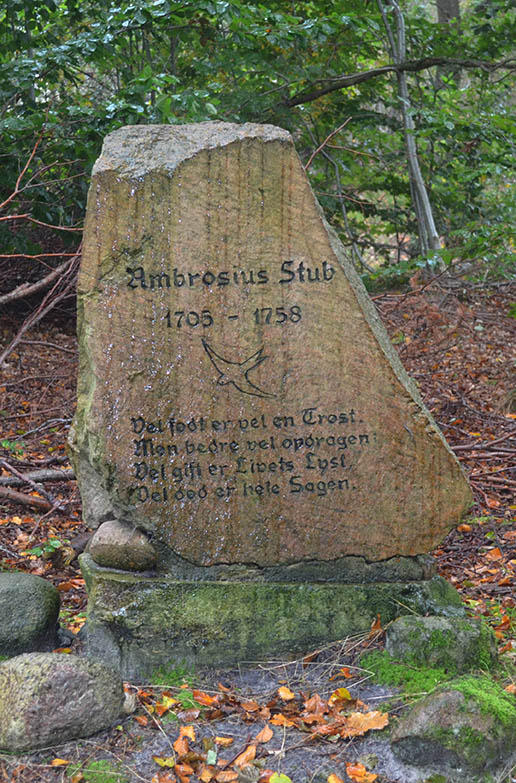 Ambrosius Stub
1705 - 1758
Vel født er vel en Trøst.
Men bedre vel opdragen;
Vel gift er Livets Lyst,
Vel død er hele Sagen.